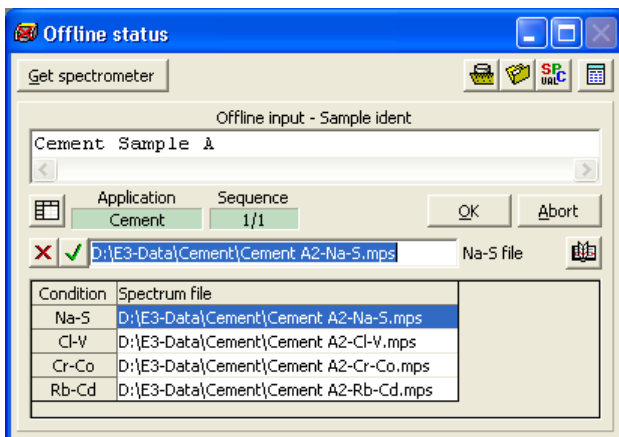 Offline status
Get spectrometer
SP
UALC
Offline input - Sample ident
Cement Sample A
Application Sequence
Cement 1/1 OK Abort
D:\E3-Data\Cement\Cement A2-Na-S.mps Na-S file
Condition Spectrum file
Na-S D:\E3-Data\Cement\Cement A2-Na-S.mps
Cl-V D:\E3-Data\Cement\Cement A2-Cl-V.mps
Cr-Co D:\E3-Data\Cement\Cement A2-Cr-Co.mps
Rb-Cd D:\E3-Data\Cement\Cement A2-Rb-Cd.mps